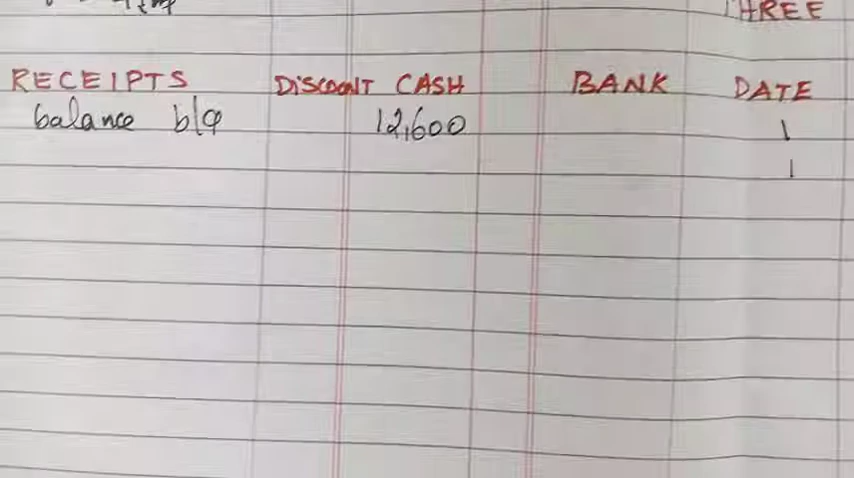 THREE
RECEIPTS DISCOUNT CASH BANK DATE
balance b/d 12,600 1
1